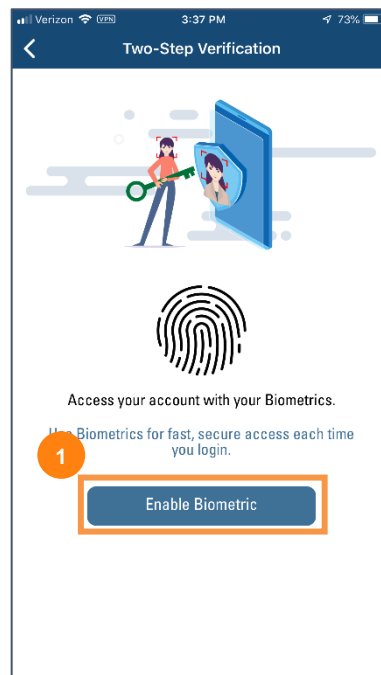 Verizon VPN 3:37 PM 73%
Two-Step Verification
Access your account with your Biometrics.
Biometrics for fast, secure access each time
you login.
1
Enable Biometric